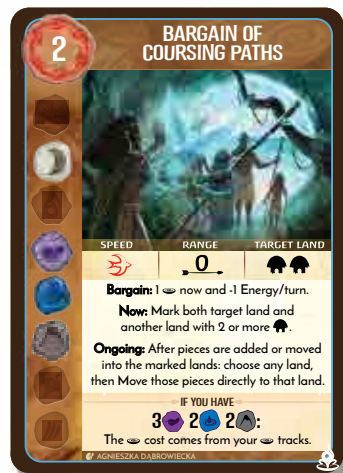 2
BARGAIN OF
COURSING PATHS
SPEED RANGE TARGET LAND
0
Bargain: 1 now and -1 Energy/turn.
Now: Mark both target land and
another land with 2 or more .
Ongoing: After pieces are added or moved
into the marked lands: choose any land,
then Move those pieces directly to that land.
IF YOU HAVE
3 2 2 :
The cost comes from your tracks.
AGNIESZKA DĄBROWIECKA